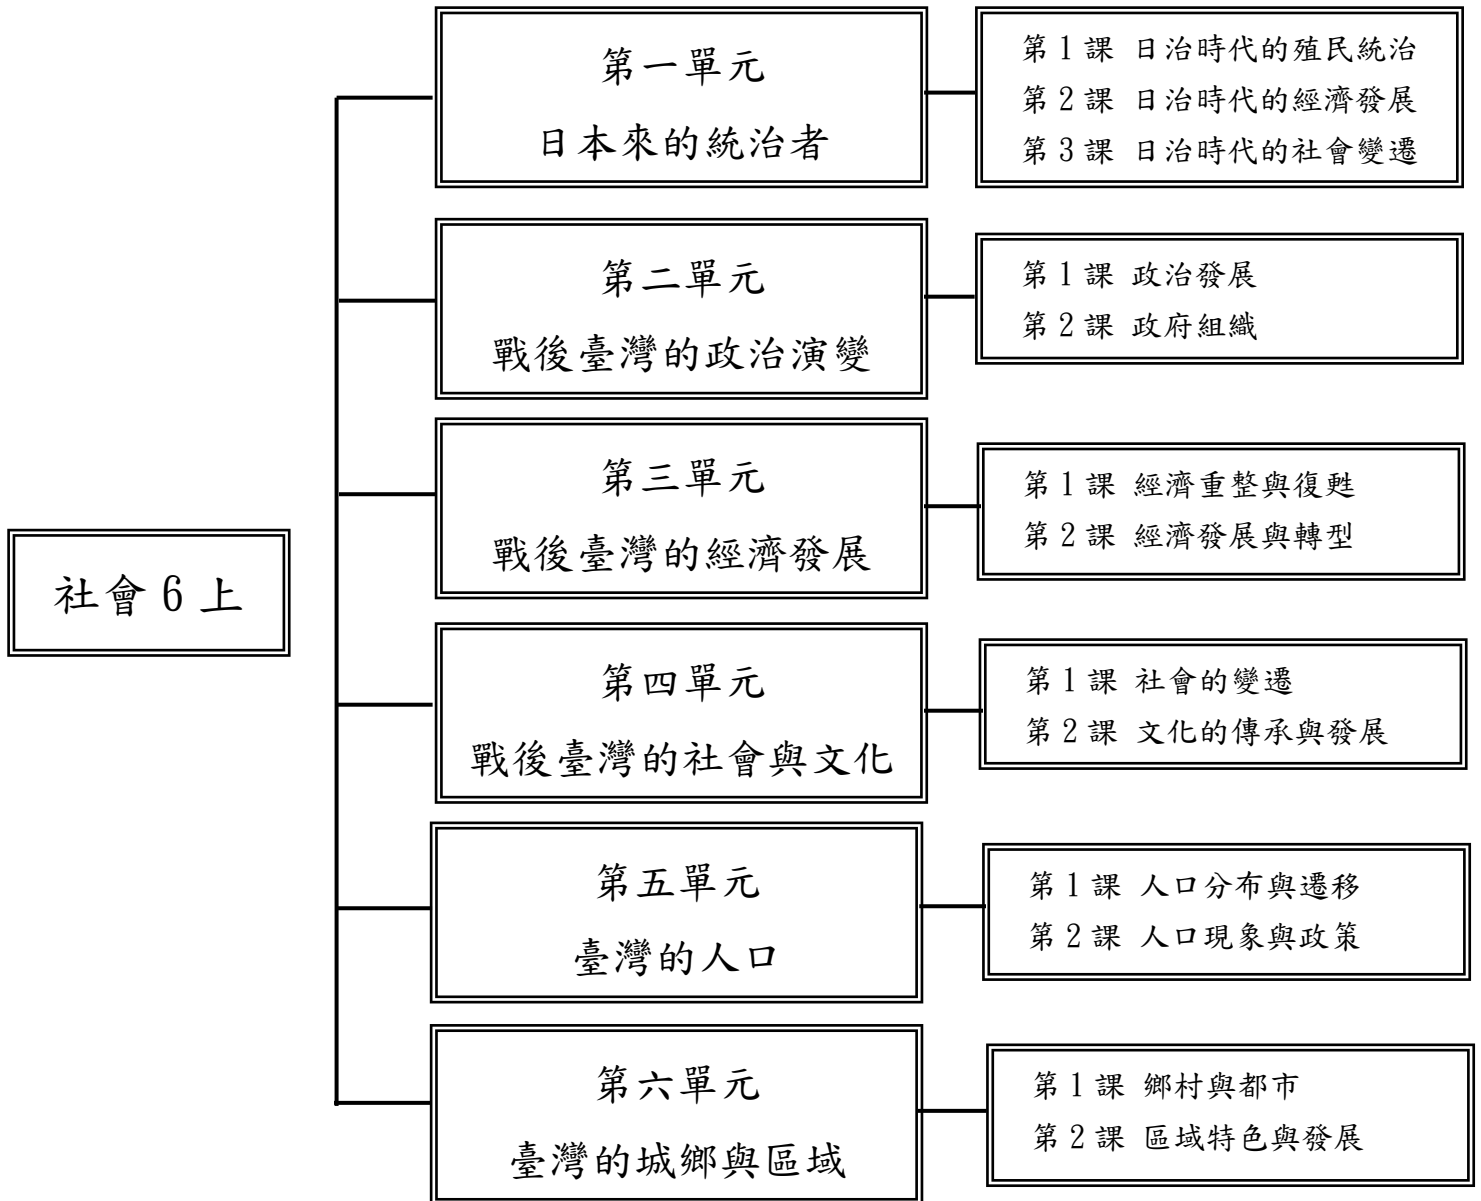 社會 6 上
第一單元
日本來的統治者
第 1 課 日治時代的殖民統治
第 2 課 日治時代的經濟發展
第 3 課 日治時代的社會變遷
第二單元
戰後臺灣的政治演變
第 1 課 政治發展
第 2 課 政府組織
第三單元
戰後臺灣的經濟發展
第 1 課 經濟重整與復甦
第 2 課 經濟發展與轉型
第四單元
戰後臺灣的社會與文化
第 1 課 社會的變遷
第 2 課 文化的傳承與發展
第五單元
臺灣的人口
第 1 課 人口分布與遷移
第 2 課 人口現象與政策
第六單元
臺灣的城鄉與區域
第 1 課 鄉村與都市
第 2 課 區域特色與發展